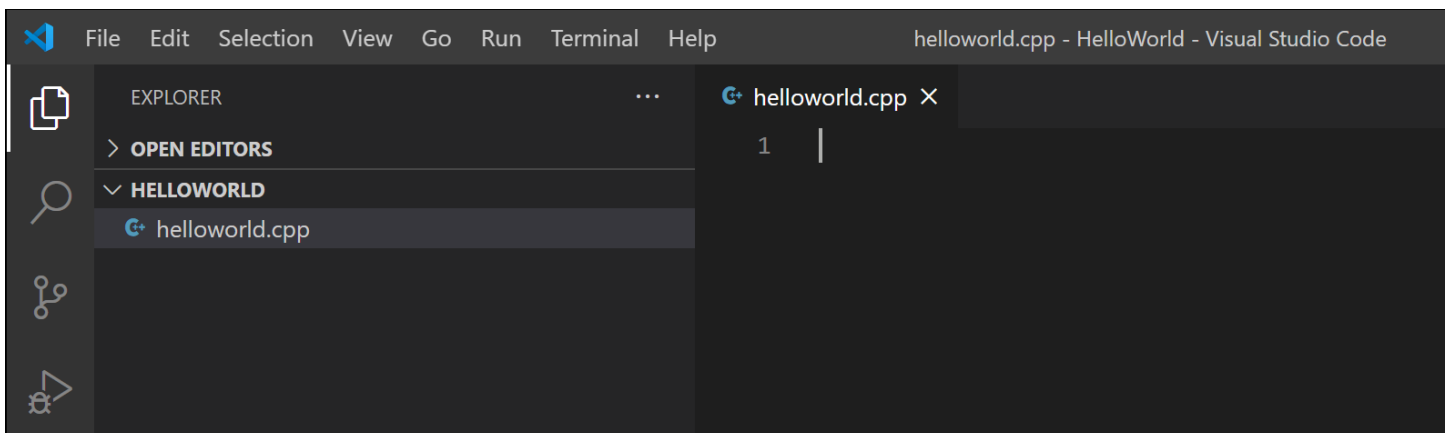 File Edit Selection View Go Run Terminal Help helloworld.cpp - HelloWorld - Visual Studio Code
EXPLORER ...
OPEN EDITORS
HELLOWORLD
helloworld.cpp
helloworld.cpp
1